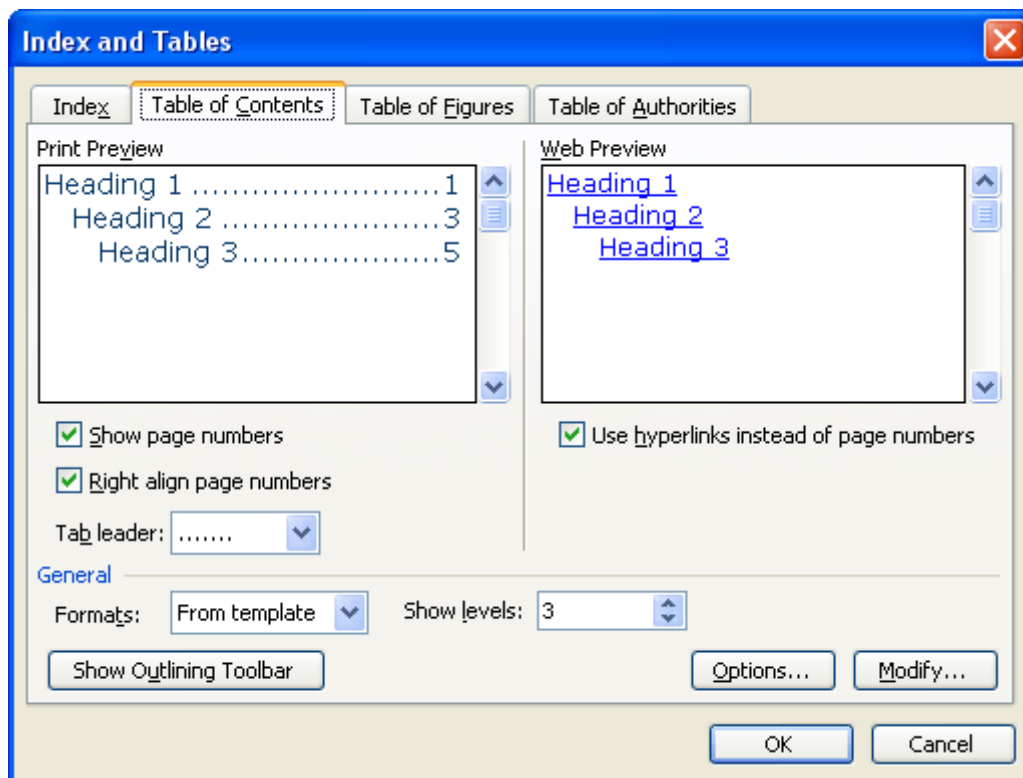 Index and Tables
Index
Table of Contents
Table of Figures
Table of Authorities
Print Preview
Heading 1 ........................1
Heading 2 .....................3
Heading 3.....................5
Web Preview
Heading 1
Heading 2
Heading 3
Show page numbers
Right align page numbers
Tab leader: .......
Use hyperlinks instead of page numbers
General
Formats: From template
Show levels: 3
Show Outlining Toolbar
Options...
Modify...
OK
Cancel